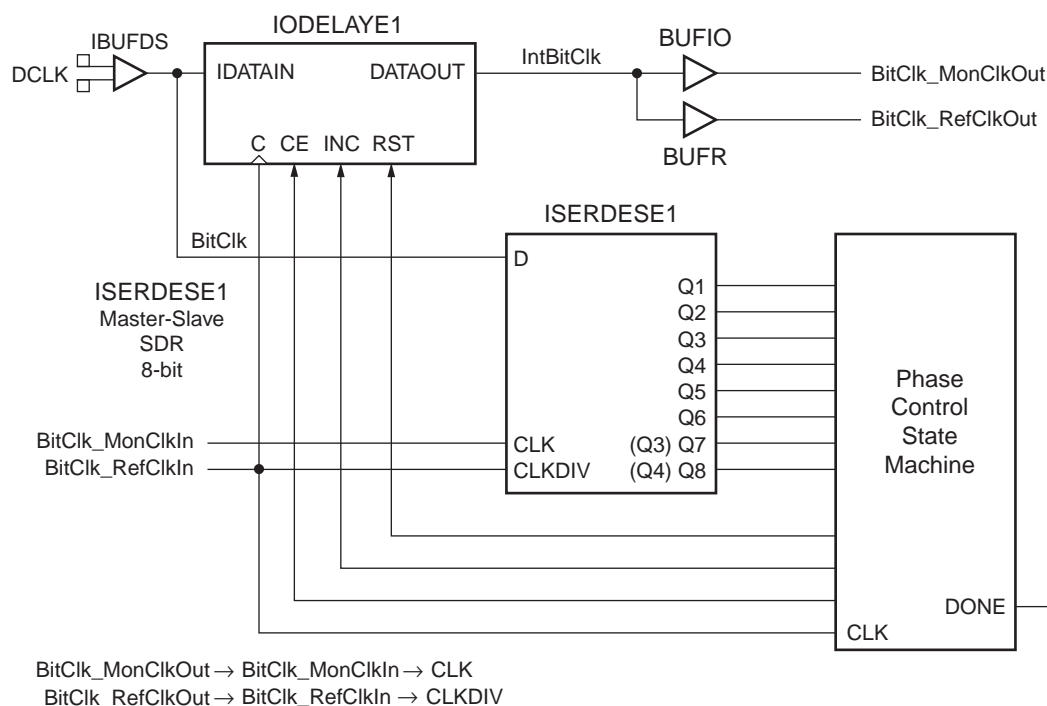 IODELAYE1
IBUFDS
BUFIO
DCLK
IDATAIN
DATAOUT
IntBitClk
BitClk_MonClkOut
BitClk_RefClkOut
C CE INC RST
BUFR
ISERDESE1
BitClk
D
ISERDESE1
Master-Slave
SDR
8-bit
Q1
Q2
Q3
Q4
Q5
Q6
(Q3) Q7
(Q4) Q8
Phase
Control
State
Machine
BitClk_MonClkIn
CLK
BitClk_RefClkIn
CLKDIV
DONE
CLK
BitClk_MonClkOut → BitClk_MonClkIn → CLK
BitClk_RefClkOut → BitClk_RefClkIn → CLKDIV